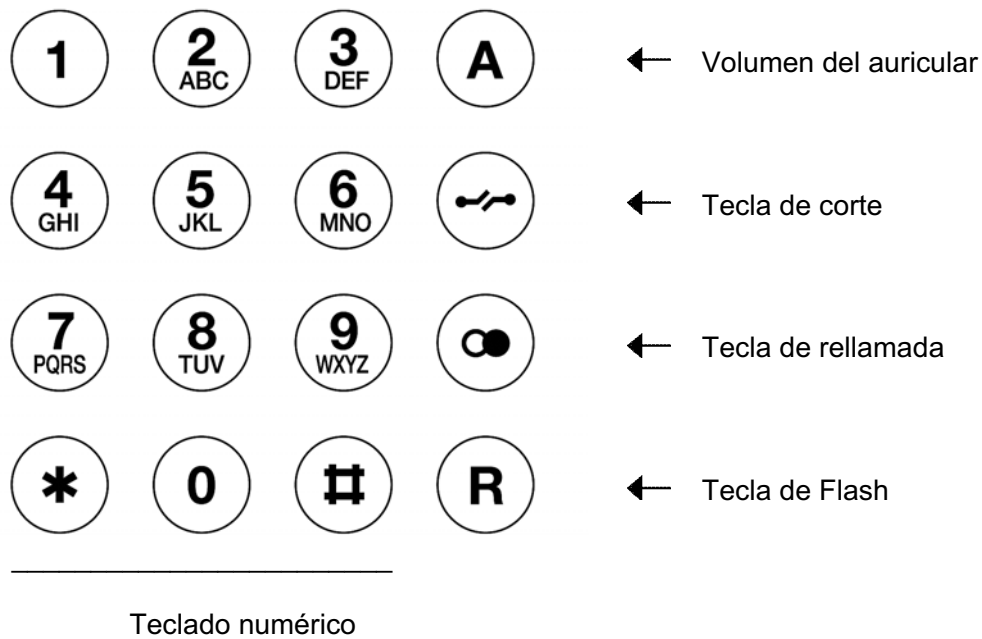 1 2 ABC 3 DEF A Volumen del auricular
4 GHI 5 JKL 6 MNO Tecla de corte
7 PQRS 8 TUV 9 WXYZ Tecla de rellamada
* 0 # R Tecla de Flash
Teclado numérico